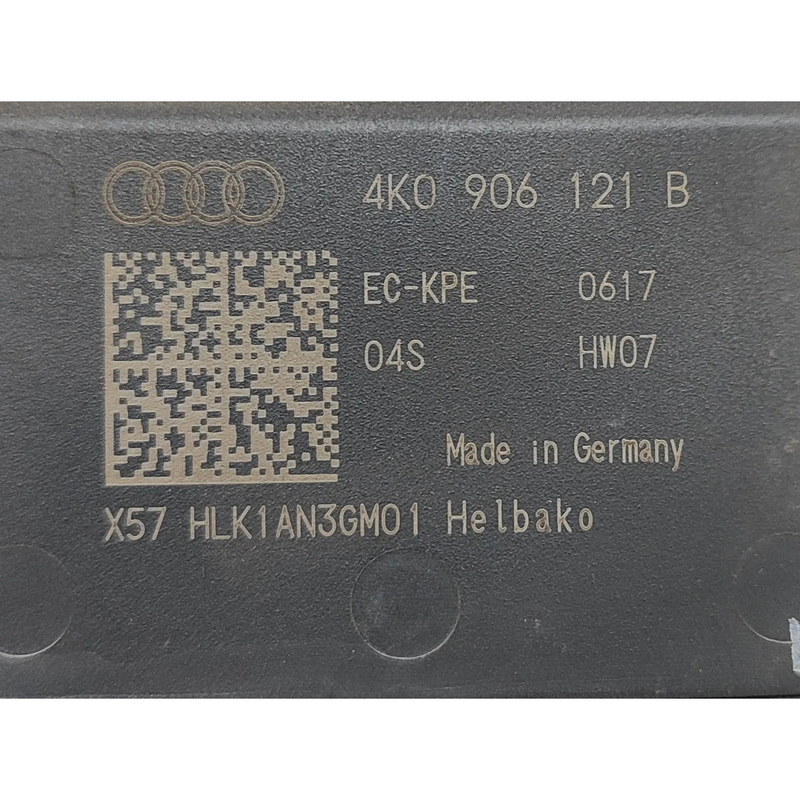 4K0 906 121 B
EC-KPE 0617
04S HW07
Made in Germany
X57 HLK1AN3GM01 Helbako